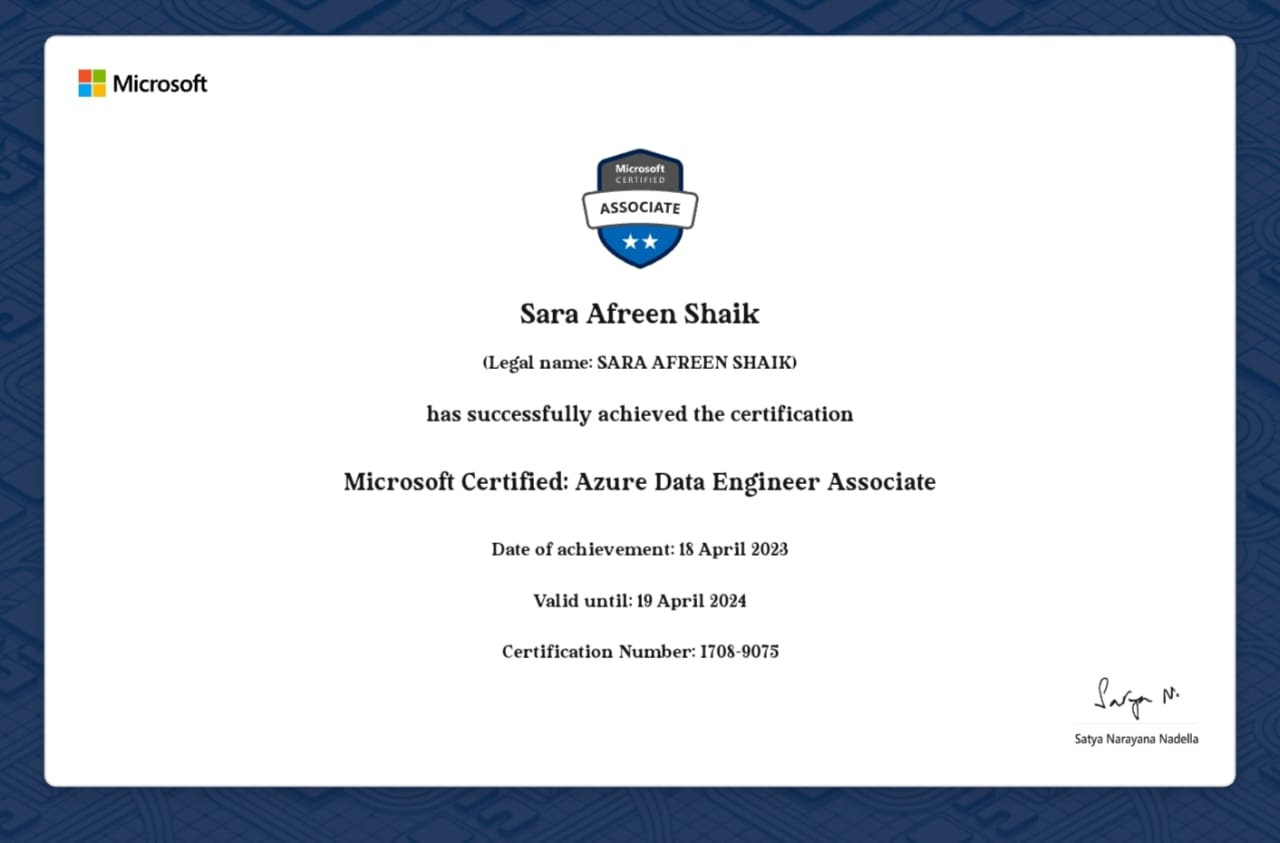 Microsoft
Microsoft
CERTIFIED
ASSOCIATE
Sara Afreen Shaik
(Legal name: SARA AFREEN SHAIK)
has successfully achieved the certification
Microsoft Certified: Azure Data Engineer Associate
Date of achievement: 18 April 2023
Valid until: 19 April 2024
Certification Number: I708-9075
Satya N.
Satya Narayana Nadella